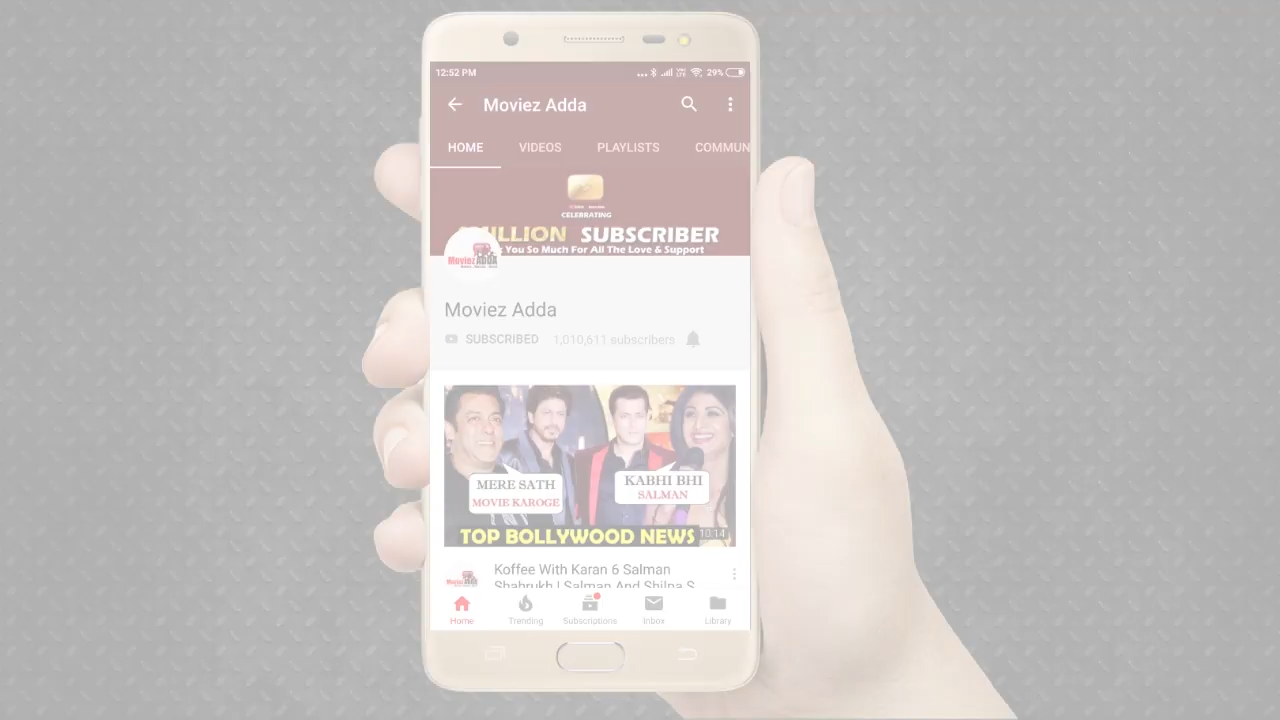 12:52 PM
29%
Moviez Adda
HOME VIDEOS PLAYLISTS COMMUN
CELEBRATING
MILLION SUBSCRIBER
You So Much For All The Love & Support
Moviez ADDA
Moviez Adda
SUBSCRIBED 1,010,611 subscribers
MERE SATH
MOVIE KAROGE
KABHI BHI
SALMAN
TOP BOLLYWOOD NEWS
10:14
Koffee With Karan 6 Salman
Shahrukh | Salman And Shilpa S
Home Trending Subscriptions Inbox Library